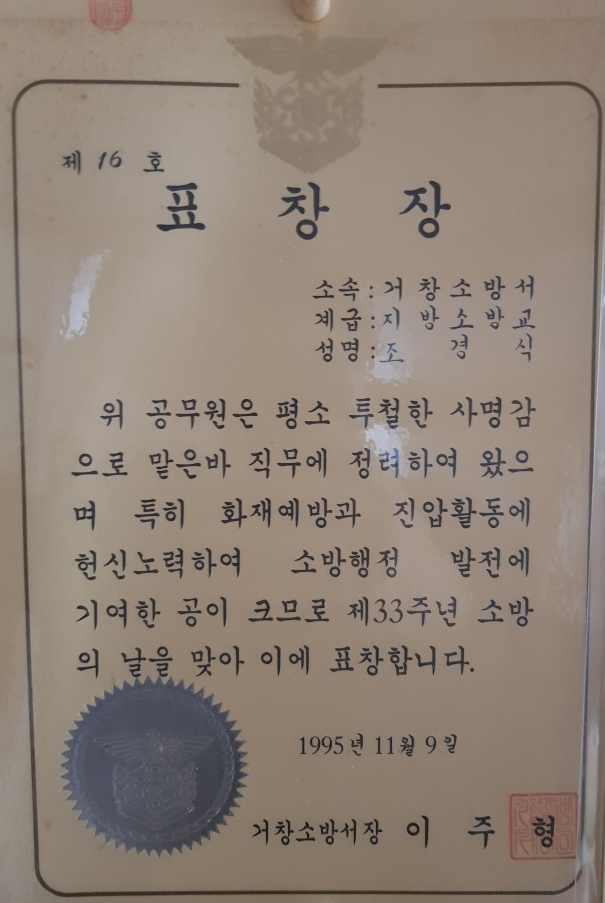 제 16 호
표 창 장
소속 : 거창소방서
계급 : 지방소방교
성명 : 조 경 식
위 공무원은 평소 투철한 사명감
으로 맡은바 직무에 정려하여 왔으
며 특히 화재예방과 진압활동에
헌신노력하여 소방행정 발전에
기여한 공이 크므로 제33주년 소방
의 날을 맞아 이에 표창합니다.
1995년 11월 9일
거창소방서장 이 주 형